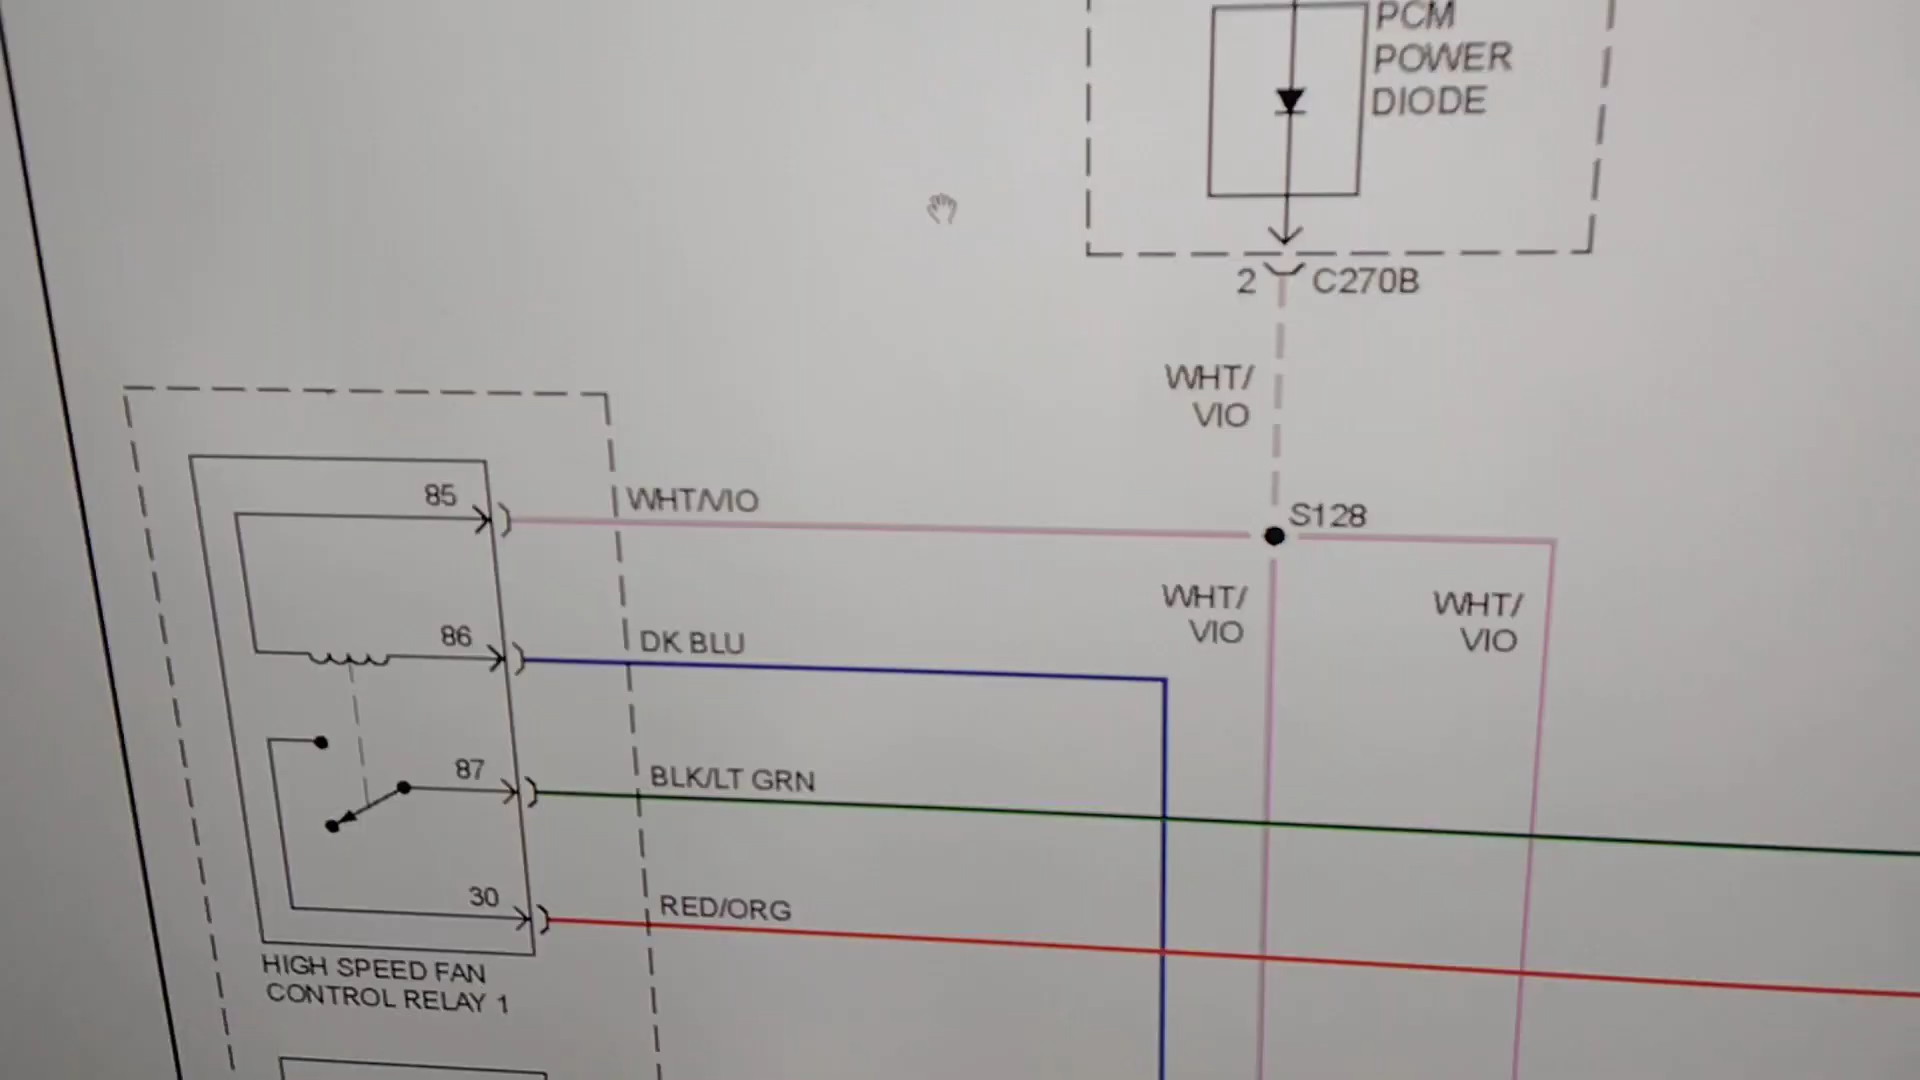 PCM
POWER
DIODE
2 C270B
WHT/
VIO
85 WHT/VIO
S128
WHT/
VIO
WHT/
VIO
86 DK BLU
87 BLK/LT GRN
30 RED/ORG
HIGH SPEED FAN
CONTROL RELAY 1